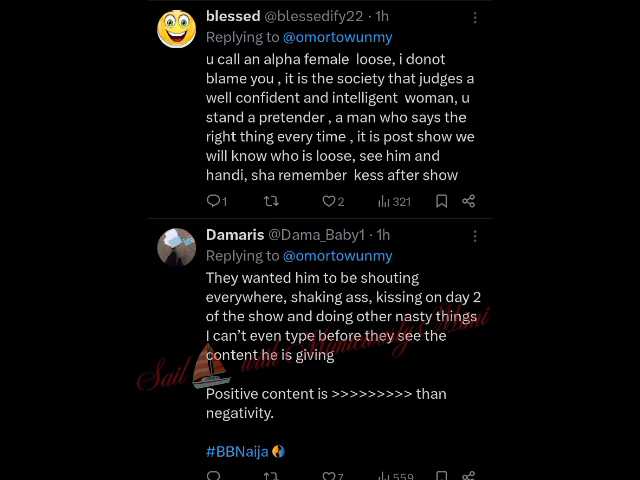 blessed @blessedify22 · 1h
Replying to @omortowunmy
u call an alpha female loose, i donot
blame you , it is the society that judges a
well confident and intelligent woman, u
stand a pretender , a man who says the
right thing every time , it is post show we
will know who is loose, see him and
handi, sha remember kess after show
1 2 321
Damaris @Dama_Baby1 · 1h
Replying to @omortowunmy
They wanted him to be shouting
everywhere, shaking ass, kissing on day 2
of the show and doing other nasty things
I can't even type before they see the
content he is giving
Sail with Mimi
Positive content is >>>>>>>>> than
negativity.
#BBNaija
7 559